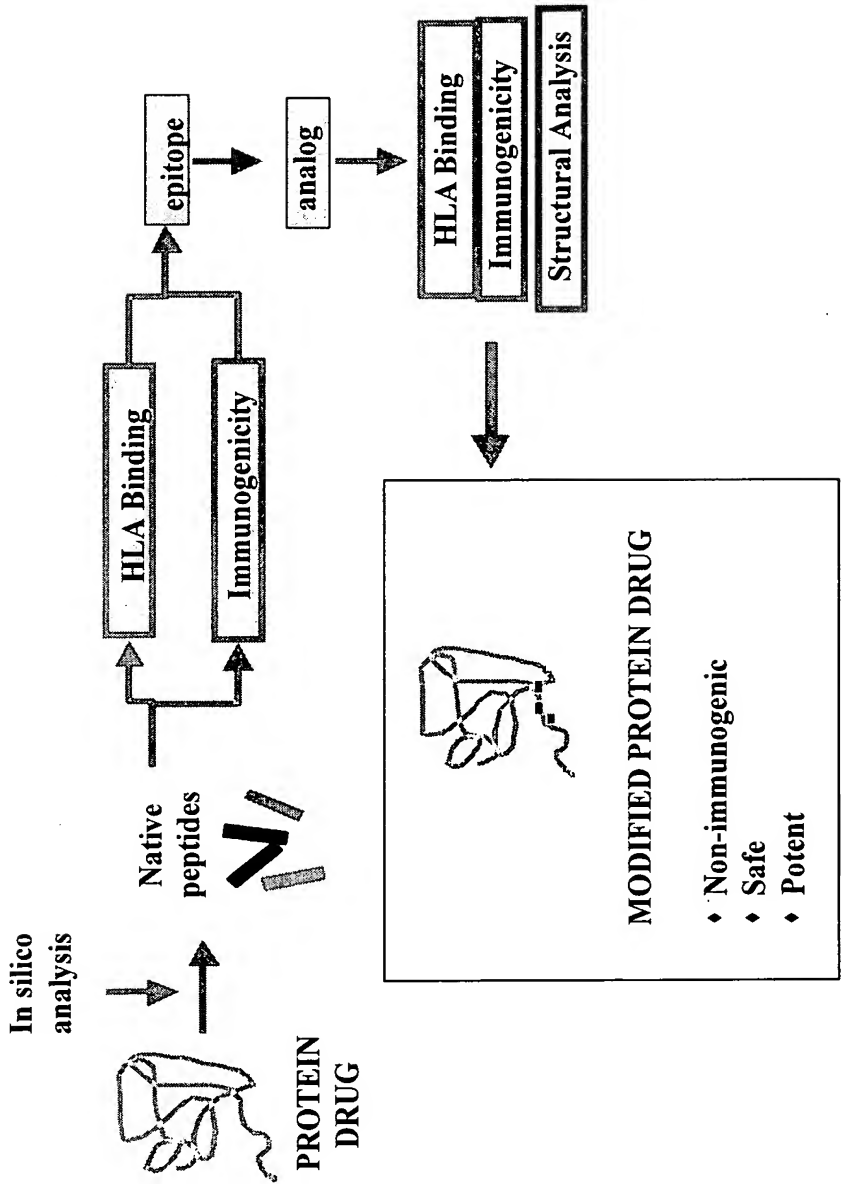 In silico
analysis
PROTEIN
DRUG
Native
peptides
HLA Binding
Immunogenicity
epitope
analog
HLA Binding
Immunogenicity
Structural Analysis
MODIFIED PROTEIN DRUG
♦ Non-immunogenic
♦ Safe
♦ Potent